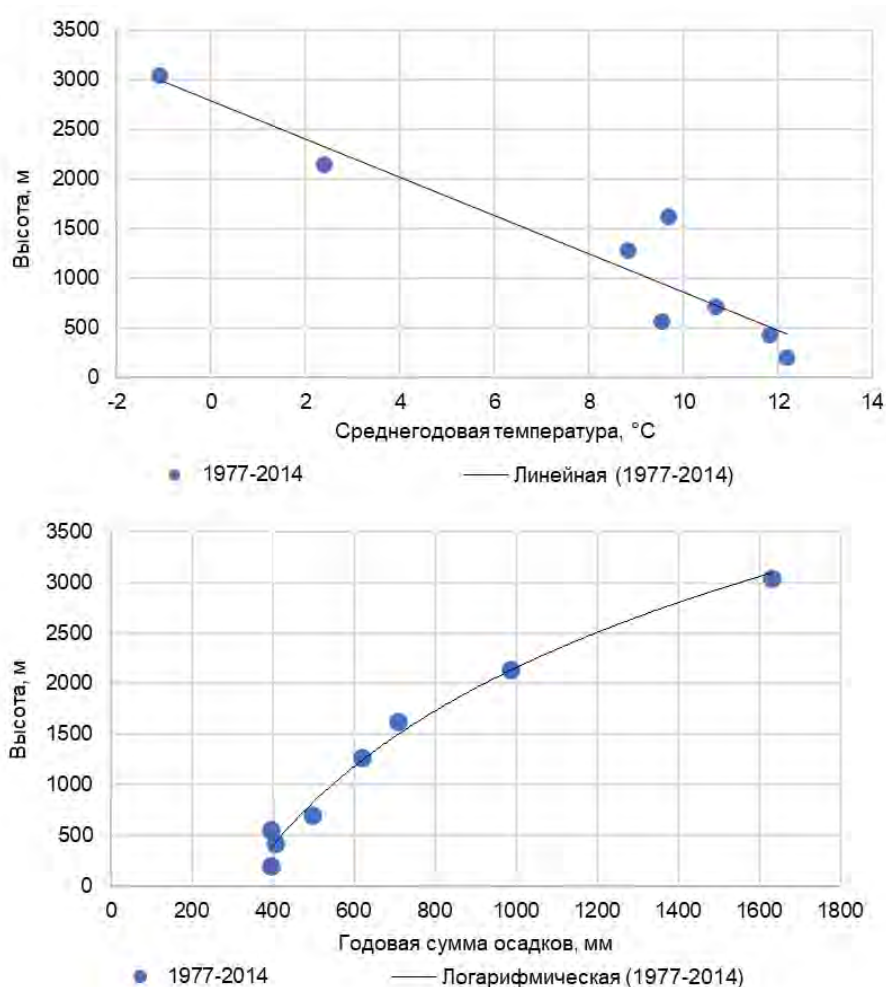 3500
3000
2500
2000
1500
1000
500
0
Высота, м
-2 0 2 4 6 8 10 12 14
Среднегодовая температура, °С
1977-2014 Линейная (1977-2014)
3500
3000
2500
2000
1500
1000
500
0
Высота, м
0 200 400 600 800 1000 1200 1400 1600 1800
Годовая сумма осадков, мм
1977-2014 Логарифмическая (1977-2014)